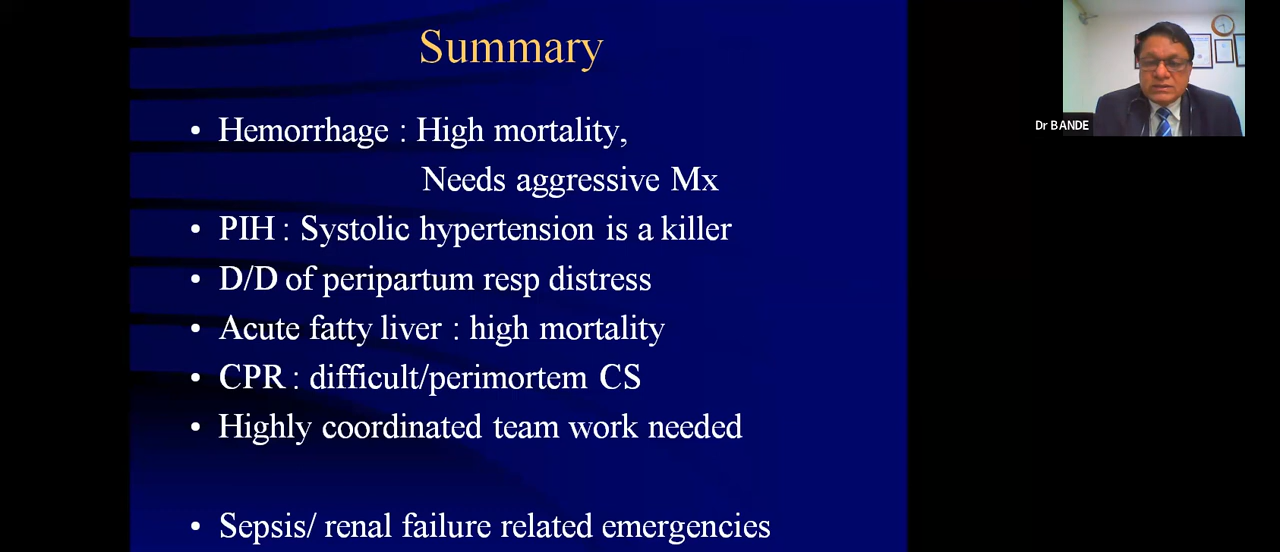 Summary
• Hemorrhage : High mortality,
Needs aggressive Mx
• PIH : Systolic hypertension is a killer
• D/D of peripartum resp distress
• Acute fatty liver : high mortality
• CPR : difficult/perimortem CS
• Highly coordinated team work needed
• Sepsis/ renal failure related emergencies
Dr BANDE